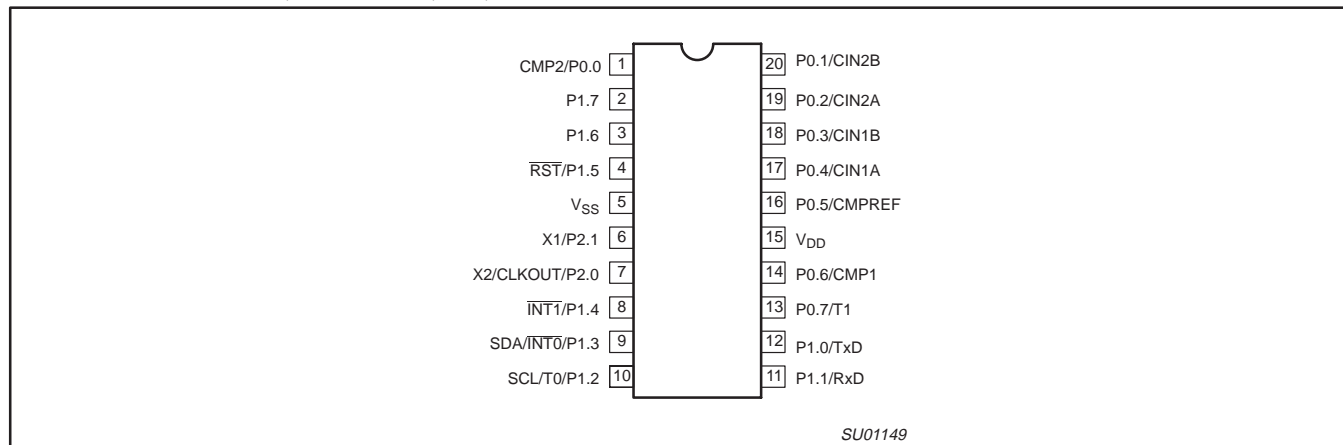 CMP2/P0.0 1 20 P0.1/CIN2B
P1.7 2 19 P0.2/CIN2A
P1.6 3 18 P0.3/CIN1B
RST/P1.5 4 17 P0.4/CIN1A
VSS 5 16 P0.5/CMPREF
X1/P2.1 6 15 VDD
X2/CLKOUT/P2.0 7 14 P0.6/CMP1
INT1/P1.4 8 13 P0.7/T1
SDA/INT0/P1.3 9 12 P1.0/TxD
SCL/T0/P1.2 10 11 P1.1/RxD
SU01149